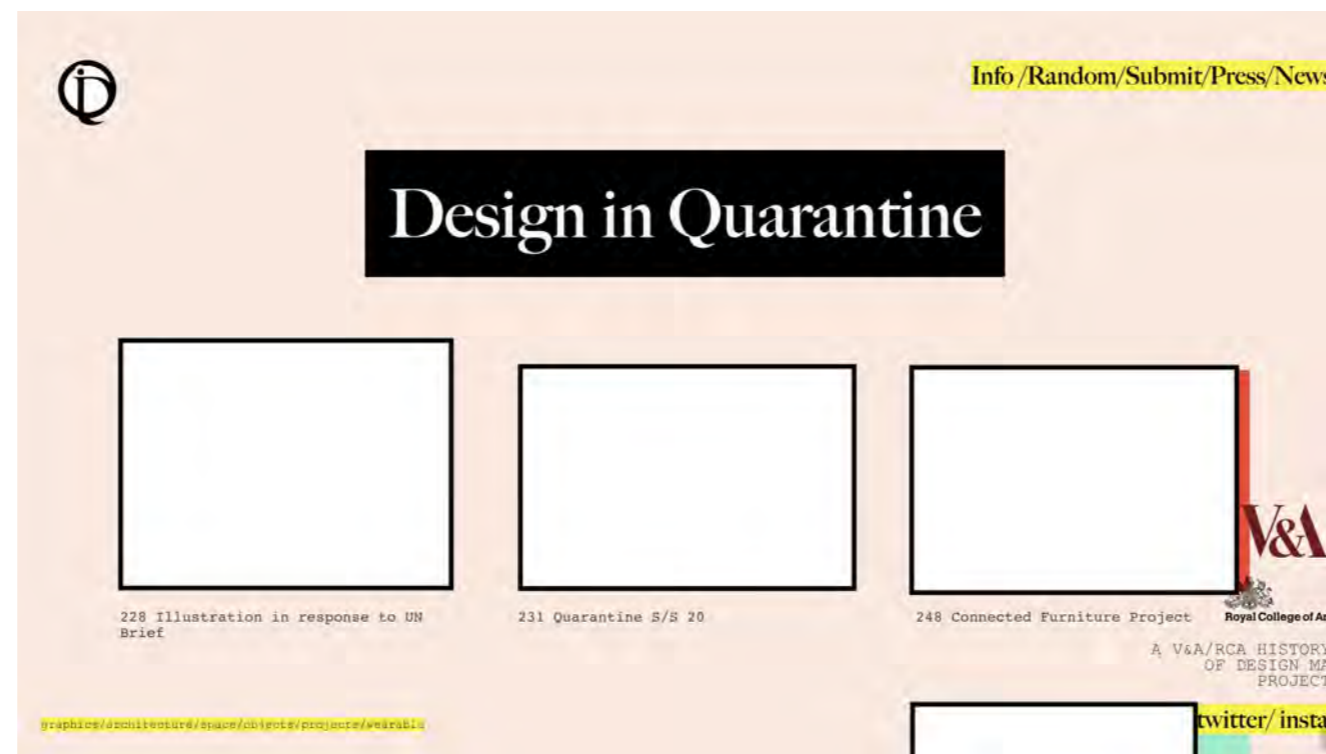 Info /Random/Submit/Press/News
Design in Quarantine
228 Illustration in response to UN
Brief
231 Quarantine S/S 20
248 Connected Furniture Project
V&A
Royal College of Ar
A V&A/RCA HISTORY
OF DESIGN MA
PROJECT
graphics/architecture/space/objects/projects/wearable
twitter/ insta